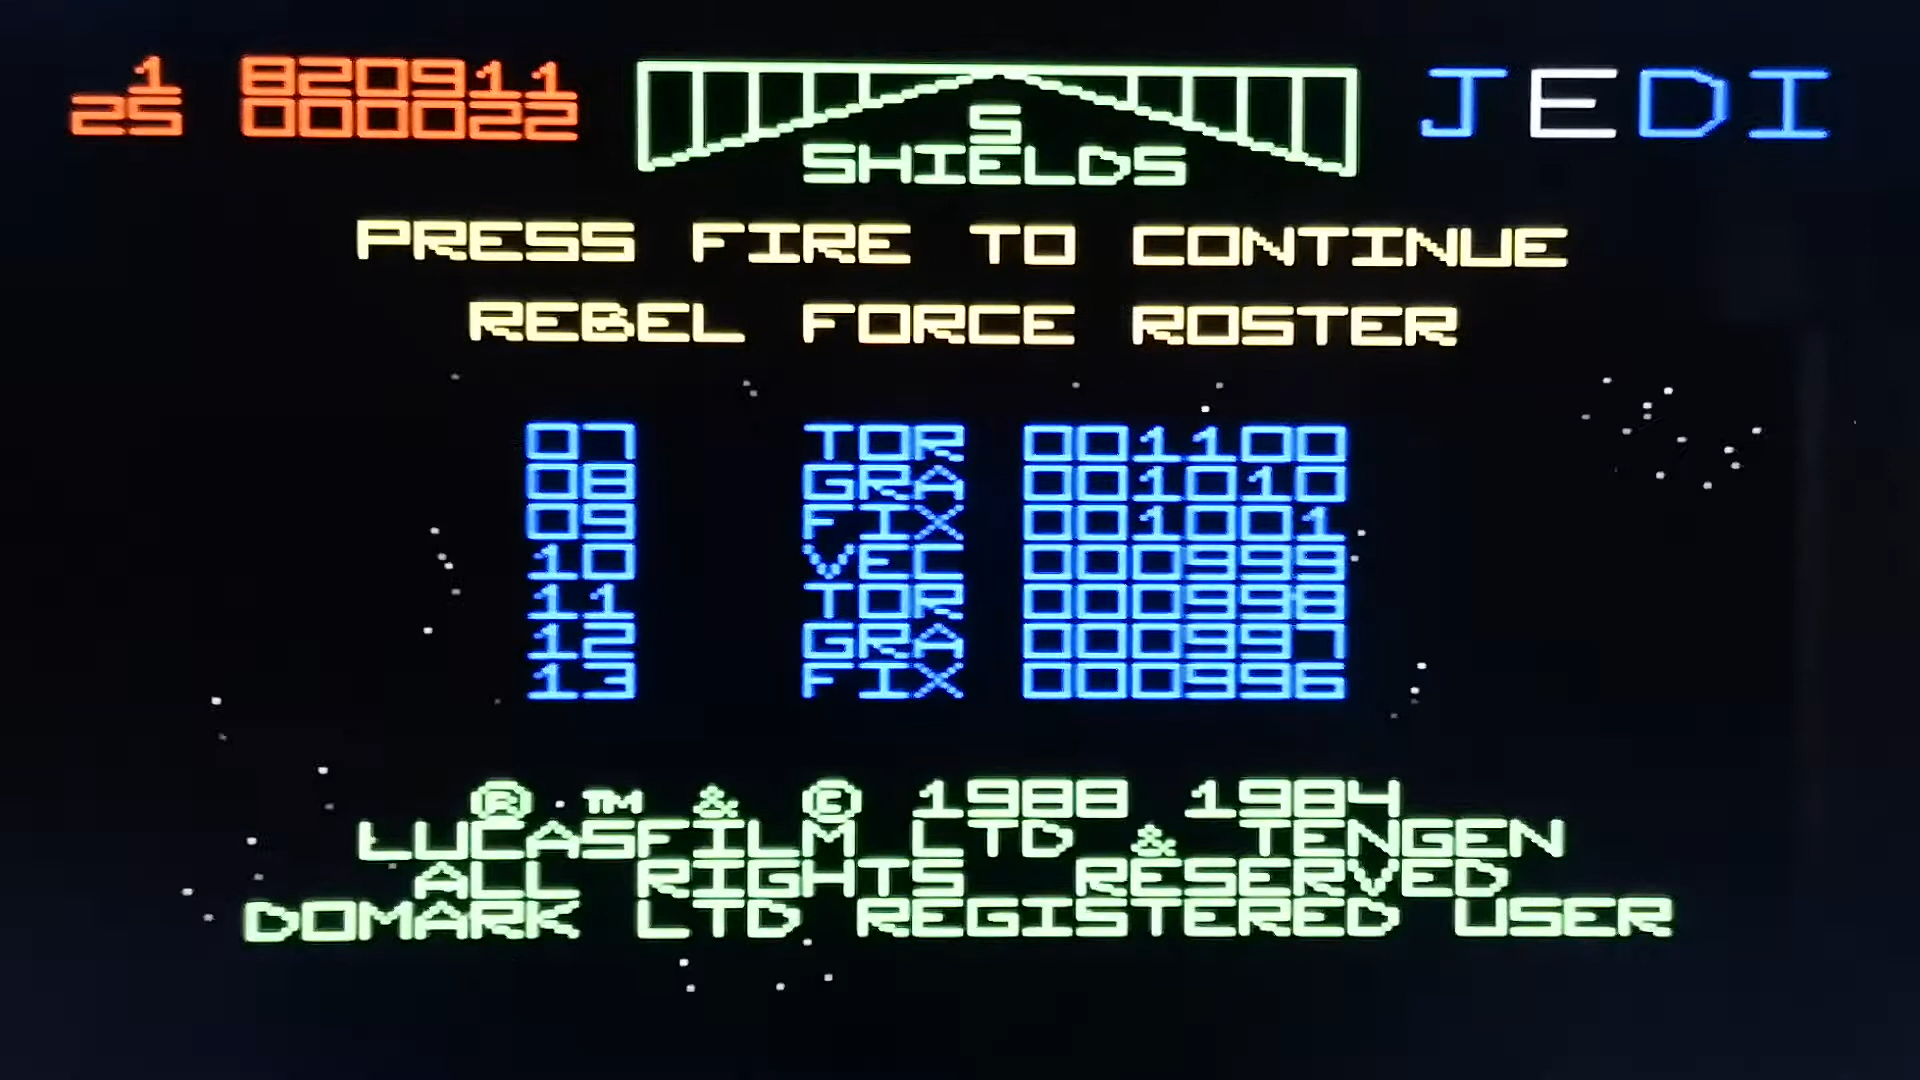 1 820911
25 000022
5
SHIELDS
JEDI
PRESS FIRE TO CONTINUE
REBEL FORCE ROSTER
07 TOR 001100
08 GRA 001010
09 FIX 001001
10 VEC 000999
11 TOR 000998
12 GRA 000997
13 FIX 000996
® ™ & © 1988 1984
LUCASFILM LTD & TENGEN
ALL RIGHTS RESERVED
DOMARK LTD REGISTERED USER